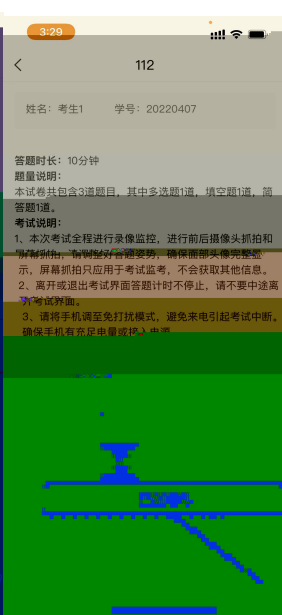 3:29
112
姓名：考生1 学号：20220407
答题时长：10分钟
题量说明：
本试卷共包含3道题目，其中多选题1道，填空题1道，简
答题1道。
考试说明：
1、本次考试全程进行录像监控，进行前后摄像头抓拍和
屏幕抓拍，请调整好答题姿势，确保面部头像完整显
示，屏幕抓拍只应用于考试监考，不会获取其他信息。
2、离开或退出考试界面答题计时不停止，请不要中途离
开考试界面。
3、请将手机调至免打扰模式，避免来电引起考试中断。
确保手机有充足电量或接入电源